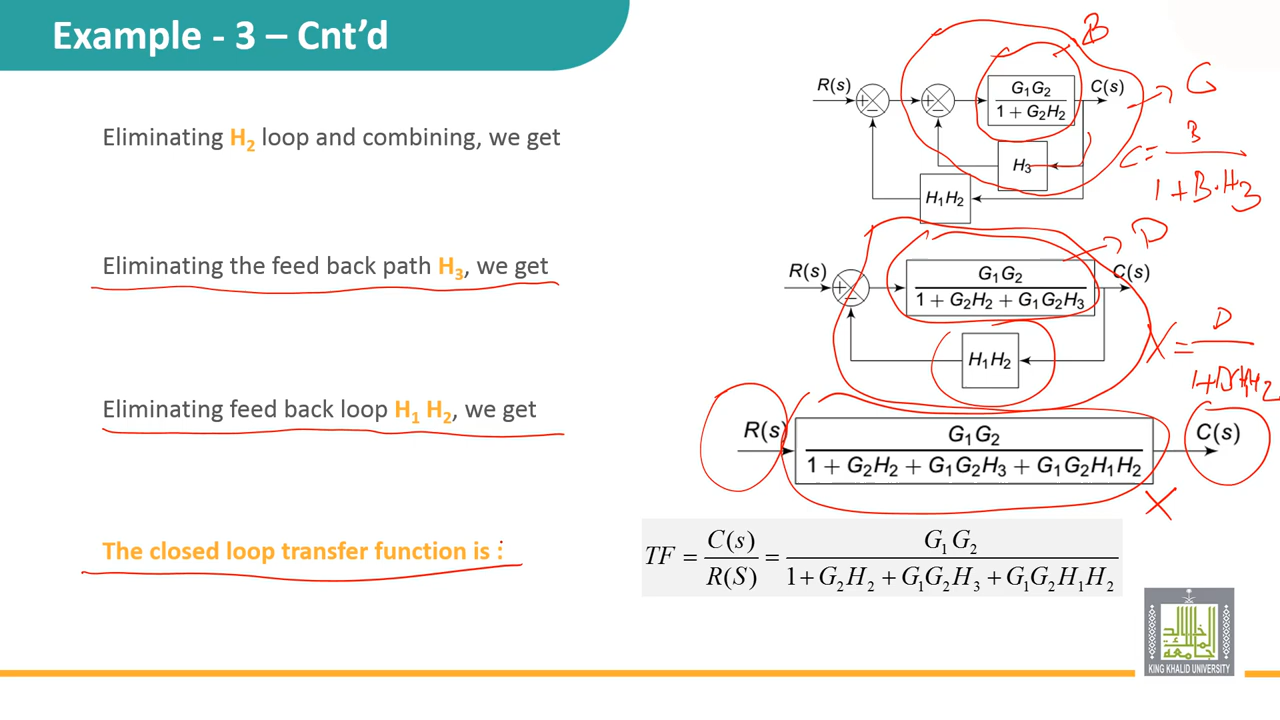 Example - 3 – Cnt’d
Eliminating H₂ loop and combining, we get
R(s)
+
−
+
−
G₁G₂
1 + G₂H₂
C(s)
H₃
H₁H₂
B
G
C = B
1 + B.H3
Eliminating the feed back path H₃, we get
R(s)
+
−
G₁G₂
1 + G₂H₂ + G₁G₂H₃
C(s)
H₁H₂
D
X = D
Eliminating feed back loop H₁ H₂, we get
R(s)
G₁G₂
1 + G₂H₂ + G₁G₂H₃ + G₁G₂H₁H₂
C(s)
X
The closed loop transfer function is :
TF = C(s) / R(S) = G₁G₂ / 1 + G₂H₂ + G₁G₂H₃ + G₁G₂H₁H₂
جامعة الملك خالد
KING KHALID UNIVERSITY